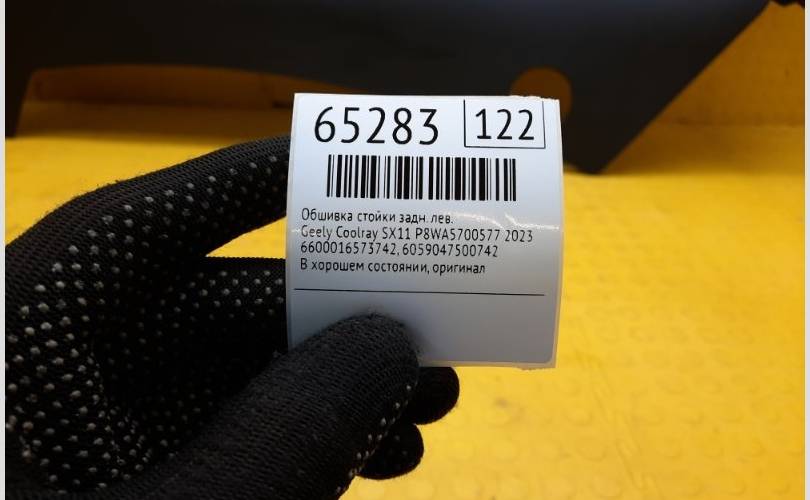 65283 122
Обшивка стойки задн. лев.
Geely Coolray SX11 P8WA5700577 2023
6600016573742, 6059047500742
В хорошем состоянии, оригинал